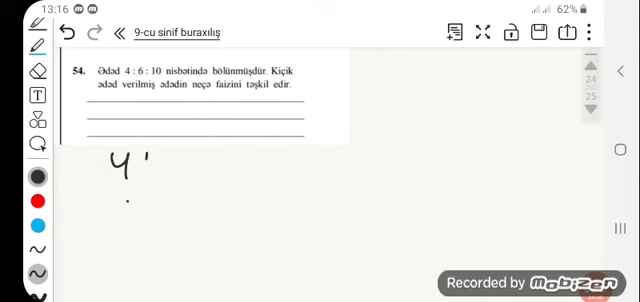 13:16 62%
9-cu sinif buraxılış
54. Ədəd 4 : 6 : 10 nisbətində bölünmüşdür. Kiçik
ədəd verilmiş ədədin neçə faizini təşkil edir.
24
25
T
4 '
.
Recorded by mobizen